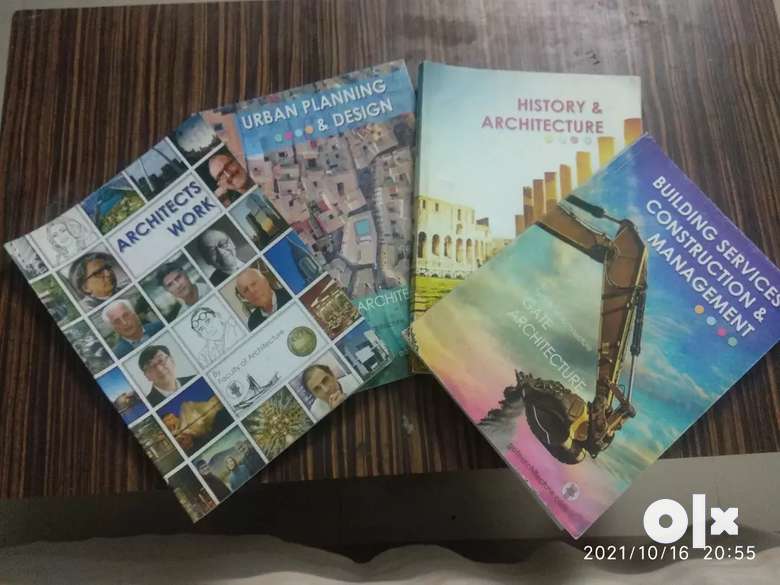 ARCHITECTS
WORK
By
Faculty of Architecture
URBAN PLANNING
& DESIGN
HISTORY &
ARCHITECTURE
BUILDING SERVICES,
CONSTRUCTION &
MANAGEMENT
GATE
ARCHITECTURE
olx
2021/10/16 20:55